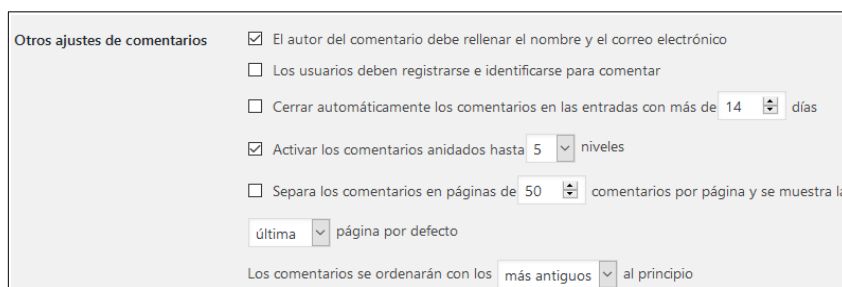 Otros ajustes de comentarios
El autor del comentario debe rellenar el nombre y el correo electrónico
Los usuarios deben registrarse e identificarse para comentar
Cerrar automáticamente los comentarios en las entradas con más de 14 días
Activar los comentarios anidados hasta 5 niveles
Separa los comentarios en páginas de 50 comentarios por página y se muestra la
última página por defecto
Los comentarios se ordenarán con los más antiguos al principio